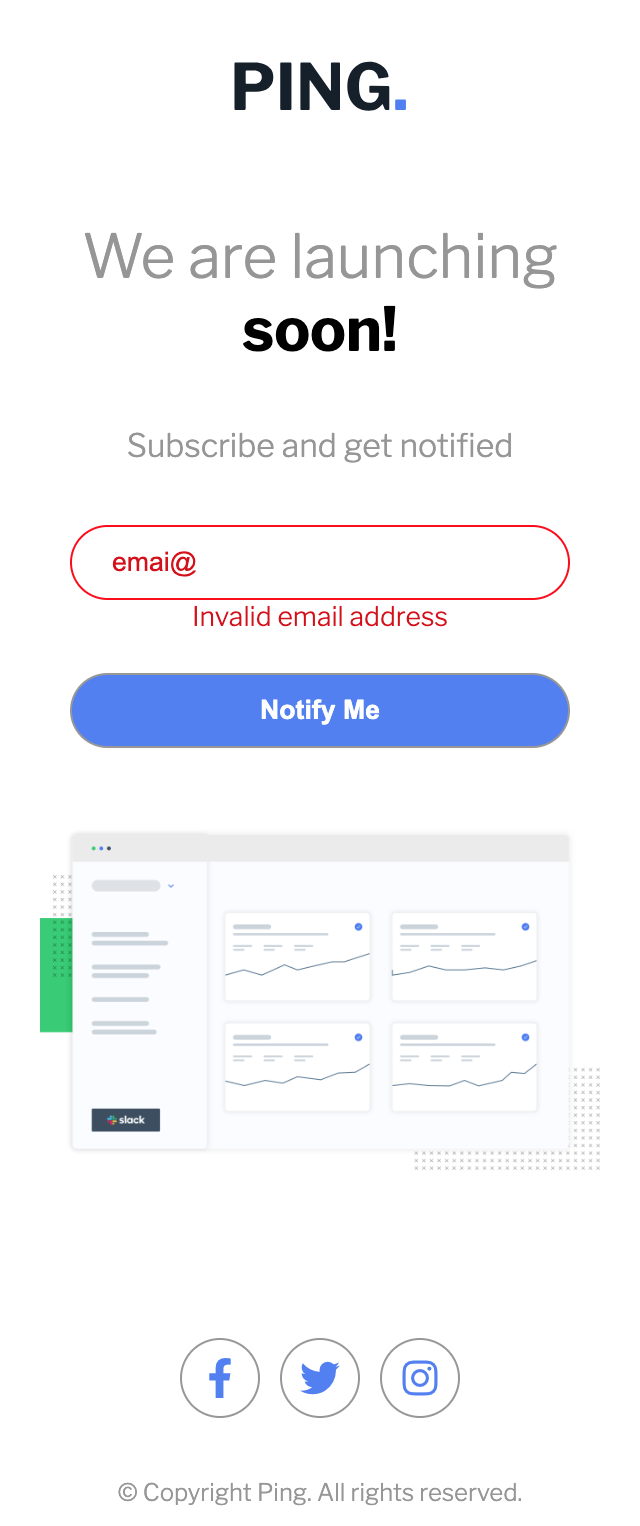 PING.
We are launching
soon!
Subscribe and get notified
emai@
Invalid email address
Notify Me
slack
© Copyright Ping. All rights reserved.